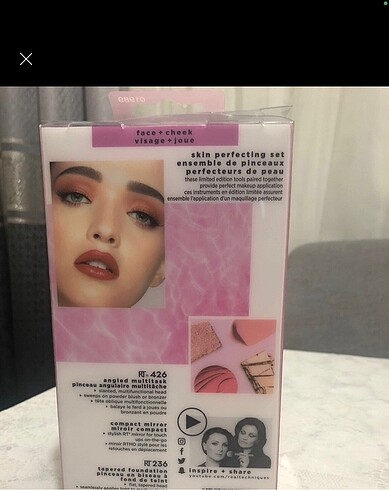 face + cheek
visage + joue
skin perfecting set
ensemble de pinceaux
perfecteurs de peau
these limited edition tools paired together
provide perfect makeup application
ces instruments en édition limitée assurent
ensemble l'application d'un maquillage perfecteur
RT® 426
angled multitask
pinceau angulaire multitâche
• slanted, multifunctional head
• sweeps on powder blush or bronzer
• tête oblique multifonctionnelle
• balaye le fard à joues ou
bronzant en poudre
compact mirror
miroir compact
• stylish RT® mirror for touch
ups on-the-go
• miroir RTMD stylé pour les
retouches en déplacement
RT® 236
tapered foundation
pinceau en biseau à
fond de teint
• flat, tapered head
inspire + share
youtube.com/realtechniques